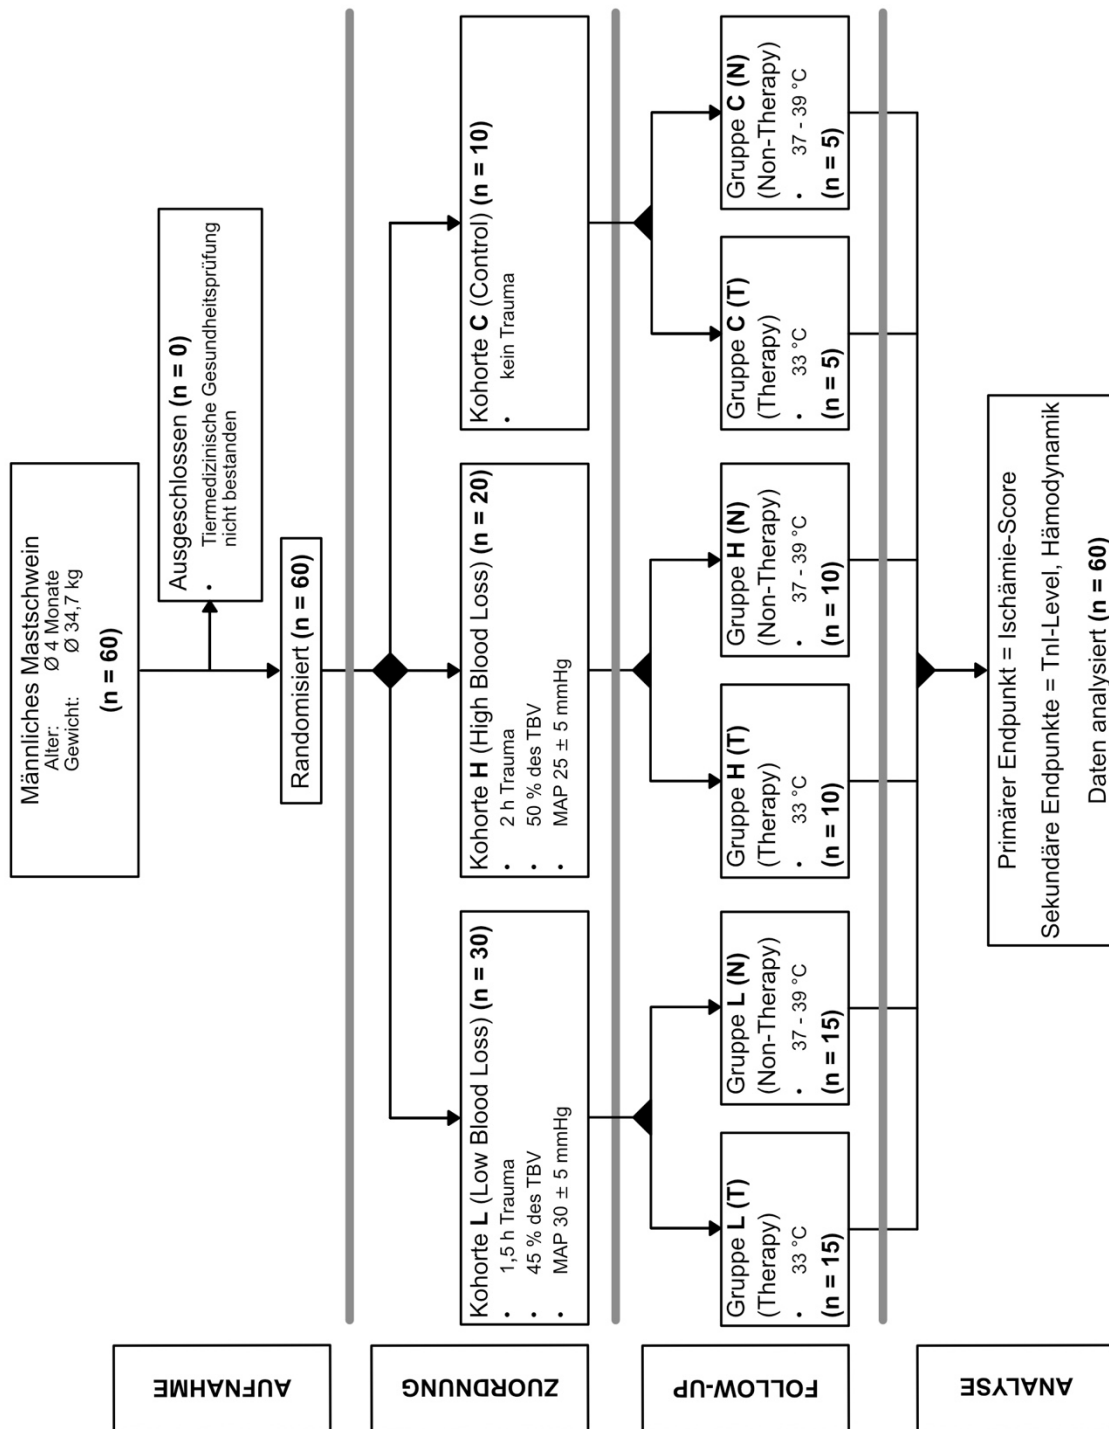 AUFNAHME
Männliches Mastschwein
Alter: Ø 4 Monate
Gewicht: Ø 34,7 kg
(n = 60)
Ausgeschlossen (n = 0)
• Tiermedizinische Gesundheitsprüfung
nicht bestanden
Randomisiert (n = 60)
ZUORDNUNG
Kohorte L (Low Blood Loss) (n = 30)
• 1,5 h Trauma
• 45 % des TBV
• MAP 30 ± 5 mmHg
Kohorte H (High Blood Loss) (n = 20)
• 2 h Trauma
• 50 % des TBV
• MAP 25 ± 5 mmHg
Kohorte C (Control) (n = 10)
• kein Trauma
FOLLOW-UP
Gruppe L (T)
(Therapy)
• 33 °C
(n = 15)
Gruppe L (N)
(Non-Therapy)
• 37 - 39 °C
(n = 15)
Gruppe H (T)
(Therapy)
• 33 °C
(n = 10)
Gruppe H (N)
(Non-Therapy)
• 37 - 39 °C
(n = 10)
Gruppe C (T)
(Therapy)
• 33 °C
(n = 5)
Gruppe C (N)
(Non-Therapy)
• 37 - 39 °C
(n = 5)
ANALYSE
Primärer Endpunkt = Ischämie-Score
Sekundäre Endpunkte = TnI-Level, Hämodynamik
Daten analysiert (n = 60)